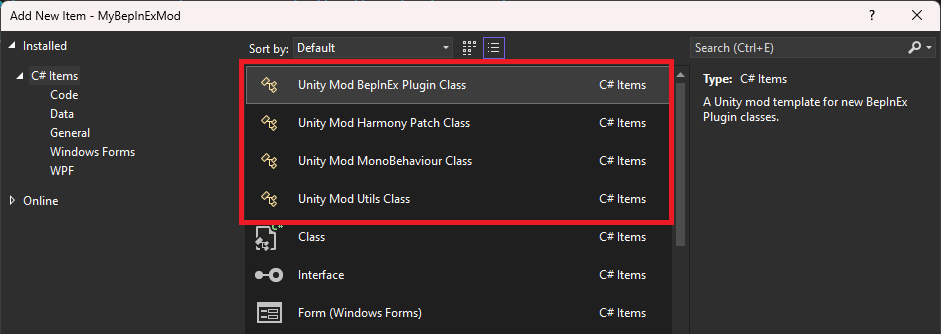 Add New Item - MyBepInExMod
?
Installed
C# Items
Code
Data
General
Windows Forms
WPF
Online
Sort by: Default
Unity Mod BepInEx Plugin Class C# Items
Unity Mod Harmony Patch Class C# Items
Unity Mod MonoBehaviour Class C# Items
Unity Mod Utils Class C# Items
Class C# Items
Interface C# Items
Form (Windows Forms) C# Items
Search (Ctrl+E)
Type: C# Items
A Unity mod template for new BepInEx
Plugin classes.